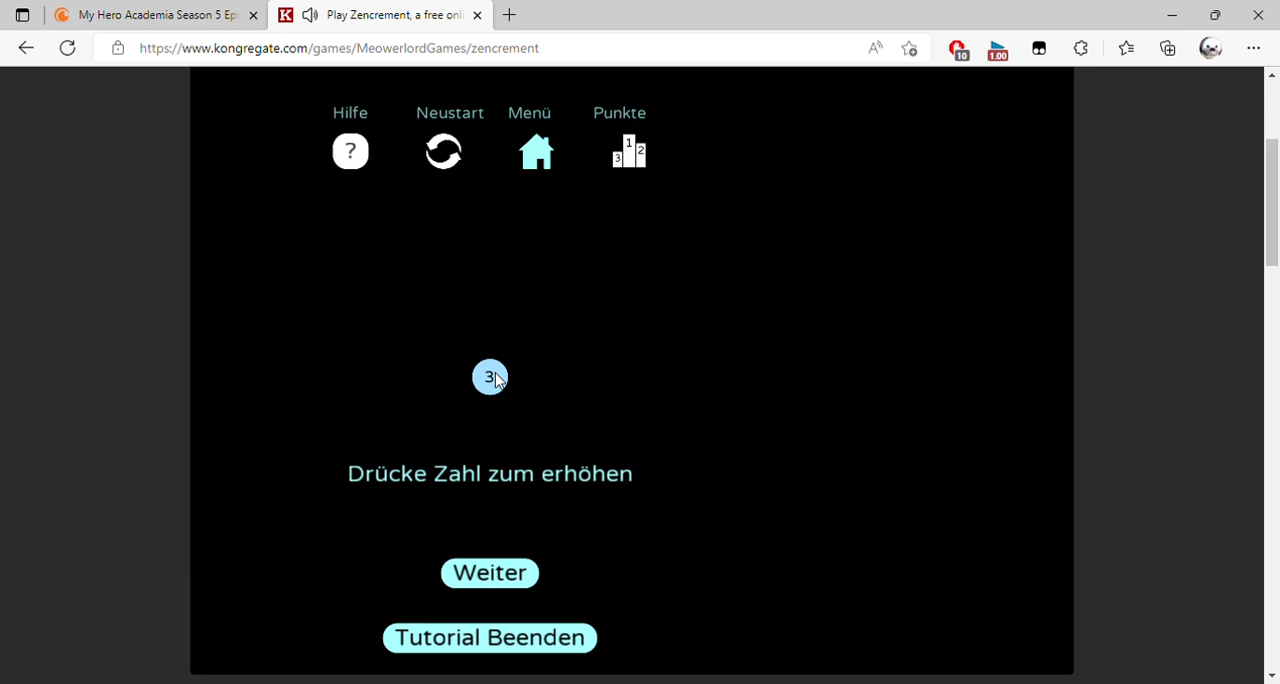 My Hero Academia Season 5 Ep
Play Zencrement, a free onl
https://www.kongregate.com/games/MeowerlordGames/zencrement
10
1.00
Hilfe
Neustart
Menü
Punkte
?
1
2
3
3
Drücke Zahl zum erhöhen
Weiter
Tutorial Beenden